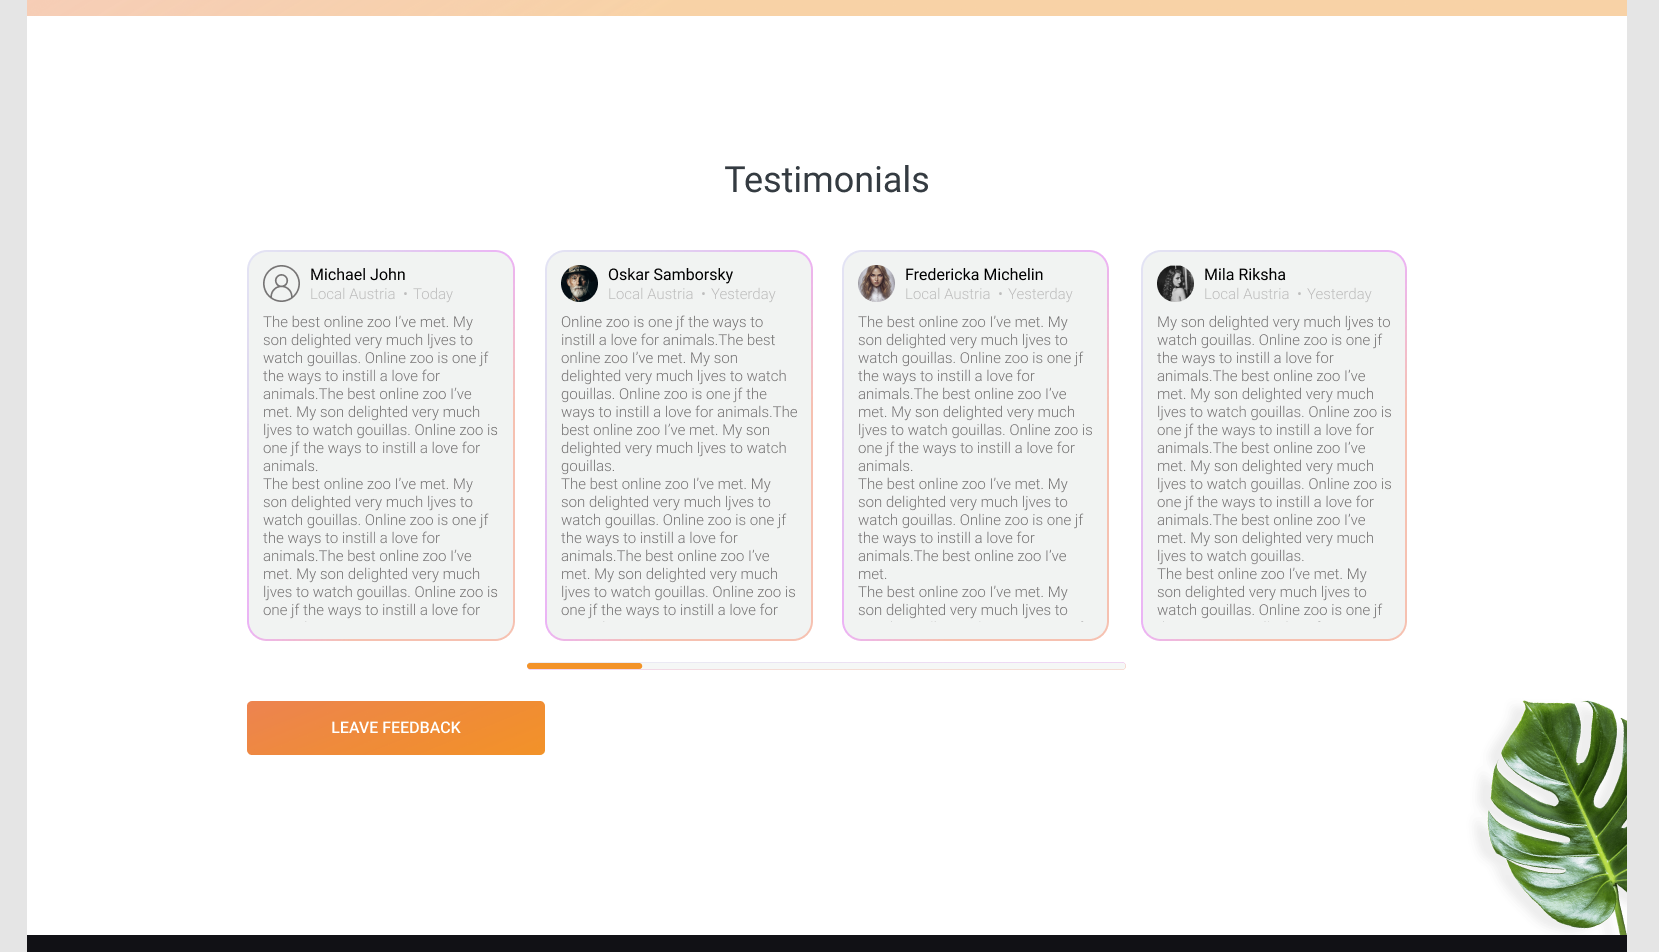 Testimonials
Michael John
Local Austria • Today
The best online zoo I've met. My
son delighted very much ljves to
watch gouillas. Online zoo is one jf
the ways to instill a love for
animals.The best online zoo I've
met. My son delighted very much
ljves to watch gouillas. Online zoo is
one jf the ways to instill a love for
animals.
The best online zoo I've met. My
son delighted very much ljves to
watch gouillas. Online zoo is one jf
the ways to instill a love for
animals.The best online zoo I've
met. My son delighted very much
ljves to watch gouillas. Online zoo is
one jf the ways to instill a love for
Oskar Samborsky
Local Austria • Yesterday
Online zoo is one jf the ways to
instill a love for animals.The best
online zoo I've met. My son
delighted very much ljves to watch
gouillas. Online zoo is one jf the
ways to instill a love for animals.The
best online zoo I've met. My son
delighted very much ljves to watch
gouillas.
The best online zoo I've met. My
son delighted very much ljves to
watch gouillas. Online zoo is one jf
the ways to instill a love for
animals.The best online zoo I've
met. My son delighted very much
ljves to watch gouillas. Online zoo is
one jf the ways to instill a love for
Fredericka Michelin
Local Austria • Yesterday
The best online zoo I've met. My
son delighted very much ljves to
watch gouillas. Online zoo is one jf
the ways to instill a love for
animals.The best online zoo I've
met. My son delighted very much
ljves to watch gouillas. Online zoo is
one jf the ways to instill a love for
animals.
The best online zoo I've met. My
son delighted very much ljves to
watch gouillas. Online zoo is one jf
the ways to instill a love for
animals.The best online zoo I've
met.
The best online zoo I've met. My
son delighted very much ljves to
Mila Riksha
Local Austria • Yesterday
My son delighted very much ljves to
watch gouillas. Online zoo is one jf
the ways to instill a love for
animals.The best online zoo I've
met. My son delighted very much
ljves to watch gouillas. Online zoo is
one jf the ways to instill a love for
animals.The best online zoo I've
met. My son delighted very much
ljves to watch gouillas. Online zoo is
one jf the ways to instill a love for
animals.The best online zoo I've
met. My son delighted very much
ljves to watch gouillas.
The best online zoo I've met. My
son delighted very much ljves to
watch gouillas. Online zoo is one jf
LEAVE FEEDBACK